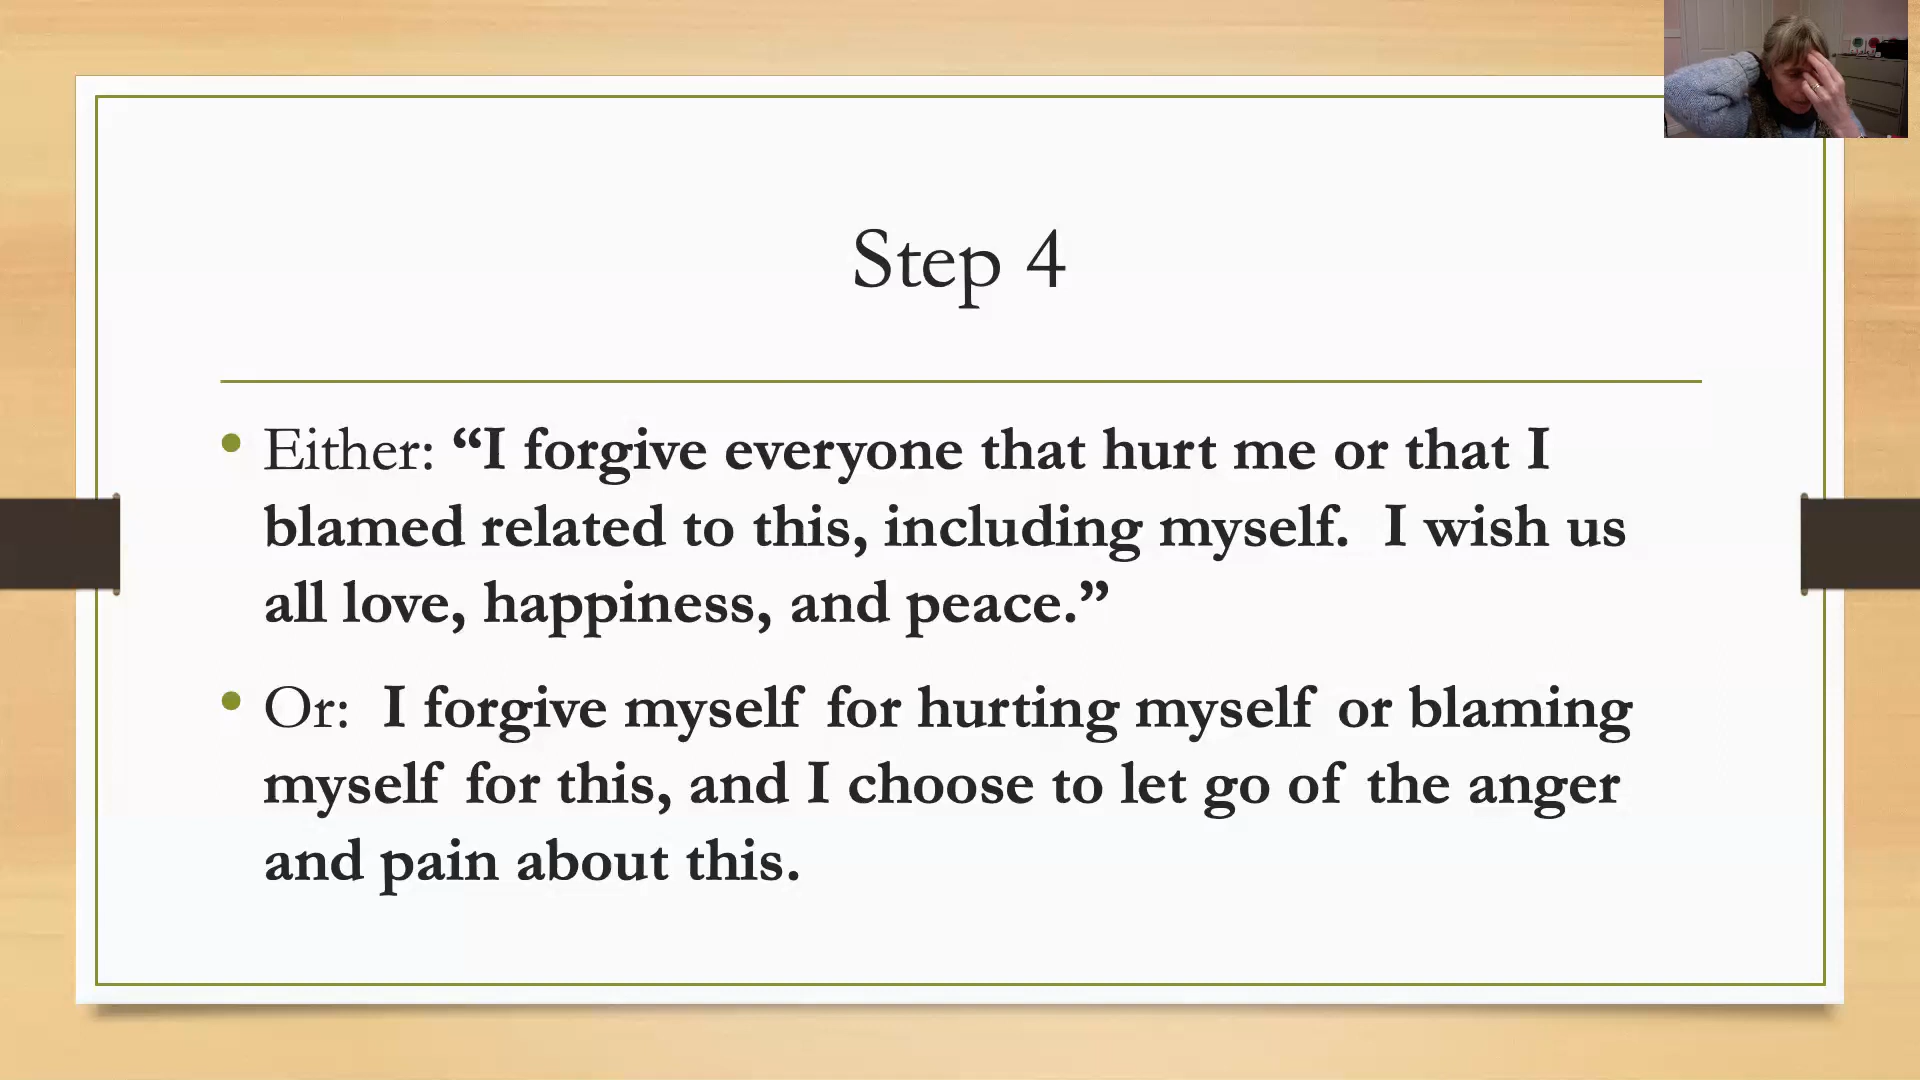 Step 4
• Either: “I forgive everyone that hurt me or that I
blamed related to this, including myself.  I wish us
all love, happiness, and peace.”
• Or:  I forgive myself for hurting myself or blaming
myself for this, and I choose to let go of the anger
and pain about this.